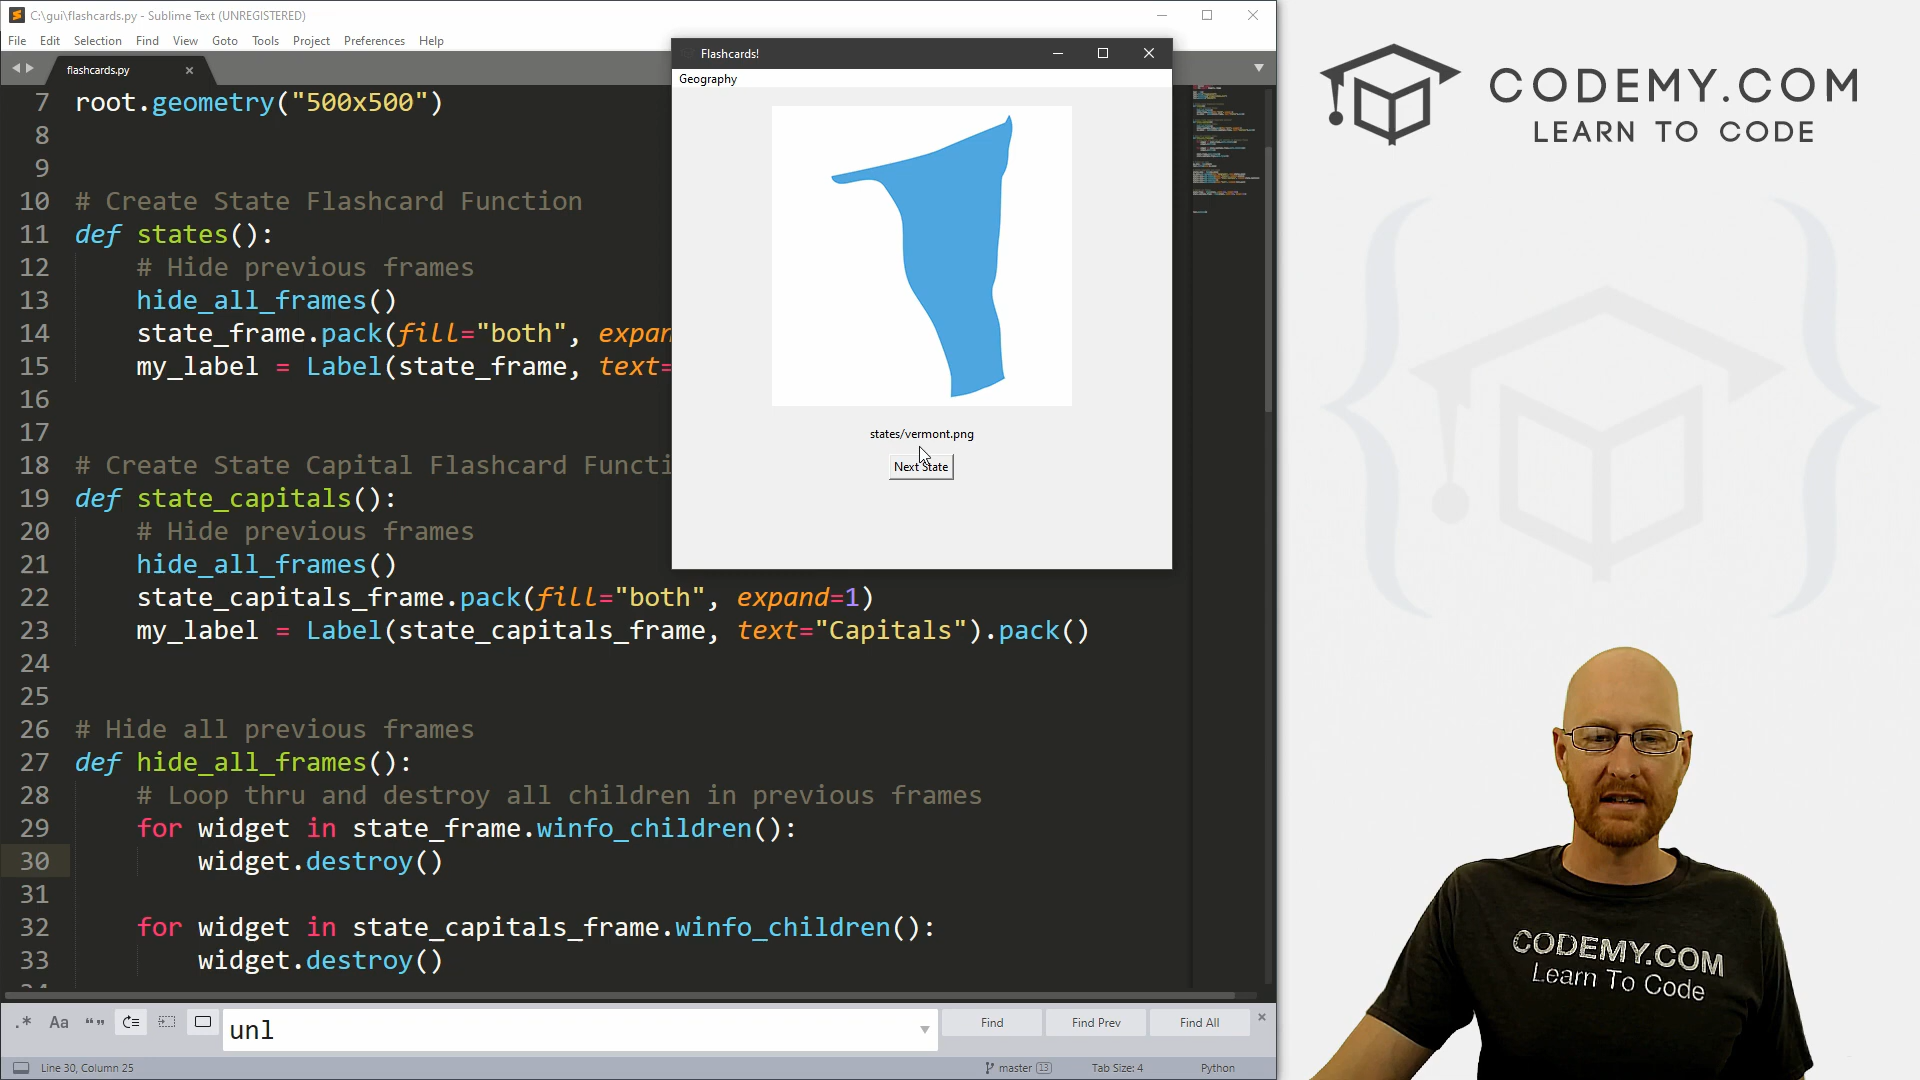 C:\gui\flashcards.py - Sublime Text (UNREGISTERED)
File Edit Selection Find View Goto Tools Project Preferences Help
flashcards.py
7 root.geometry("500x500")
8
9
10 # Create State Flashcard Function
11 def states():
12 # Hide previous frames
13 hide_all_frames()
14 state_frame.pack(fill="both", expan
15 my_label = Label(state_frame, text=
16
17
18 # Create State Capital Flashcard Functi
19 def state_capitals():
20 # Hide previous frames
21 hide_all_frames()
22 state_capitals_frame.pack(fill="both", expand=1)
23 my_label = Label(state_capitals_frame, text="Capitals").pack()
24
25
26 # Hide all previous frames
27 def hide_all_frames():
28 # Loop thru and destroy all children in previous frames
29 for widget in state_frame.winfo_children():
30 widget.destroy()
31
32 for widget in state_capitals_frame.winfo_children():
33 widget.destroy()
Flashcards!
Geography
states/vermont.png
Next State
.* Aa “” unl Find Find Prev Find All
Line 30, Column 25 master 13 Tab Size: 4 Python
CODEMY.COM
LEARN TO CODE
CODEMY.COM
Learn To Code